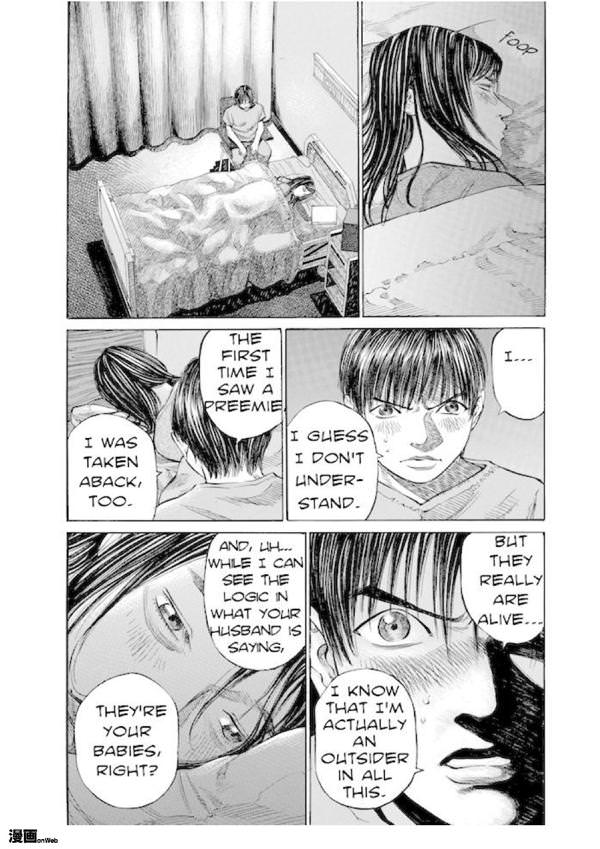 FOOP
I...
I GUESS
I DON'T
UNDER-
STAND.
THE
FIRST
TIME I
SAW A
PREEMIE
I WAS
TAKEN
ABACK,
TOO.
BUT
THEY
REALLY
ARE
ALIVE...
I KNOW
THAT I'M
ACTUALLY
AN
OUTSIDER
IN ALL
THIS.
AND, UH...
WHILE I CAN
SEE THE
LOGIC IN
WHAT YOUR
HUSBAND IS
SAYING,
THEY'RE
YOUR
BABIES,
RIGHT?
漫画onWeb